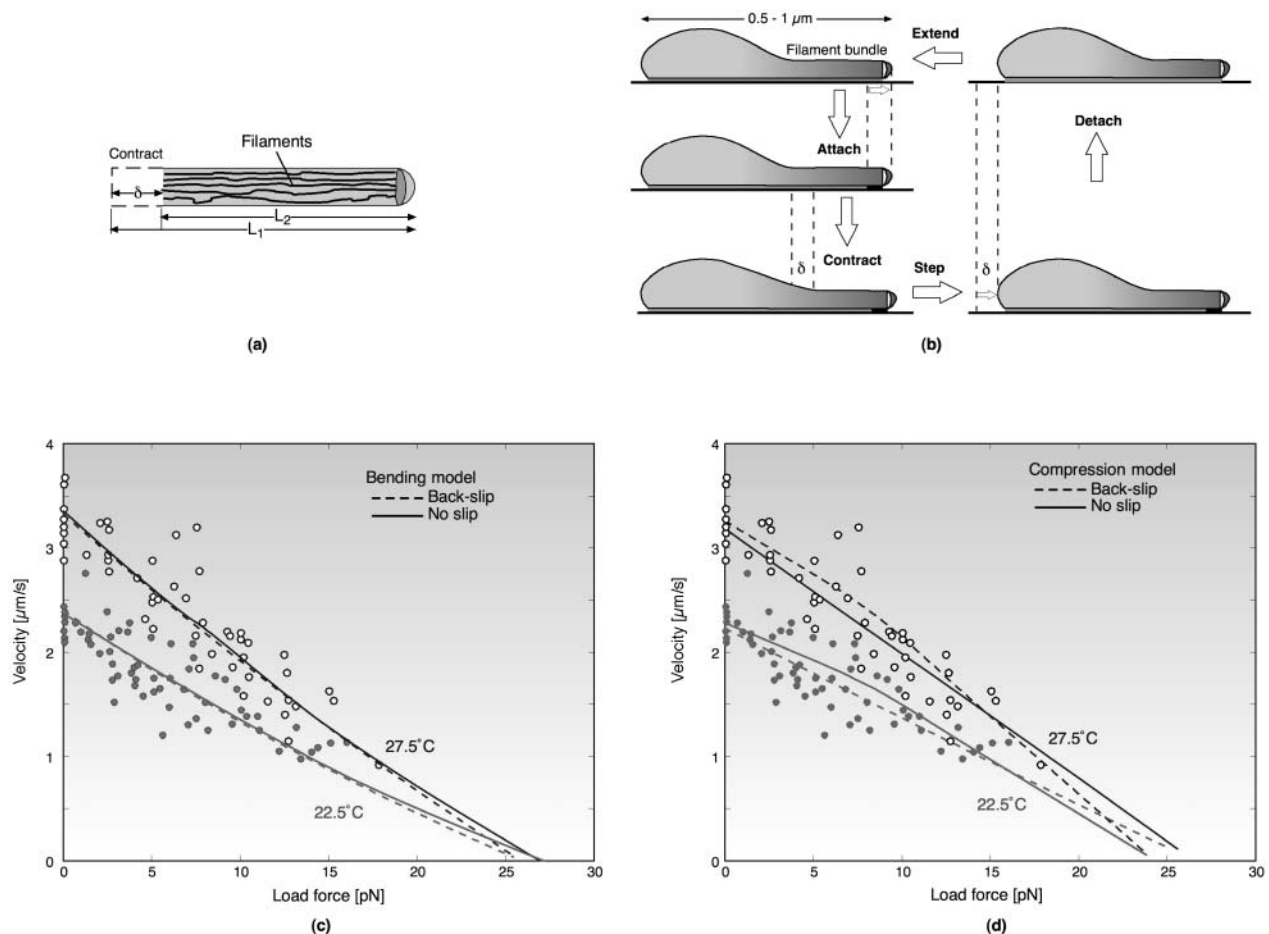 Filaments
Contract
δ
L2
L1
(a)
0.5 - 1 µm
Filament bundle
Extend
Attach
Detach
Contract
Step
δ
δ
(b)
4
3
2
1
0
Velocity [µm/s]
Bending model
Back-slip
No slip
27.5°C
22.5°C
0 5 10 15 20 25 30
Load force [pN]
(c)
4
3
2
1
0
Velocity [µm/s]
Compression model
Back-slip
No slip
27.5°C
22.5°C
0 5 10 15 20 25 30
Load force [pN]
(d)